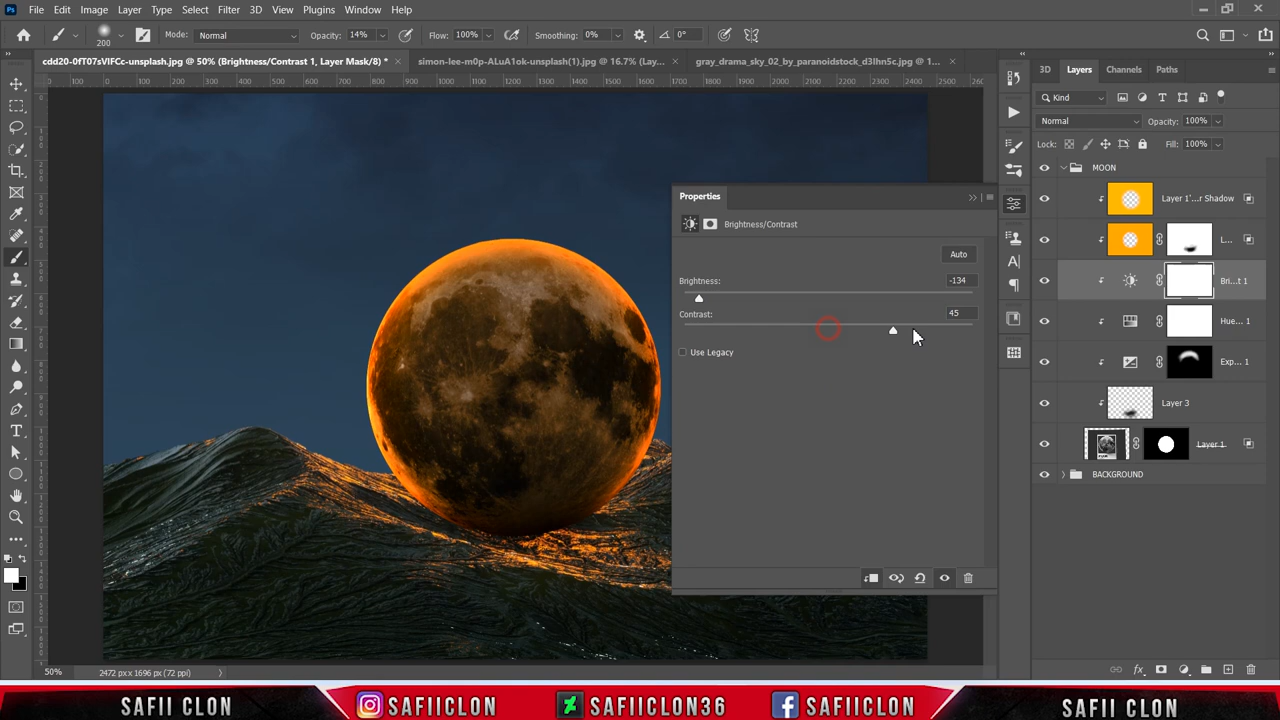 Ps File Edit Image Layer Type Select Filter 3D View Plugins Window Help
200 Mode: Normal Opacity: 14% Flow: 100% Smoothing: 0% 0°
cdd20-0fT07sVlFCc-unsplash.jpg @ 50% (Brightness/Contrast 1, Layer Mask/8) * simon-lee-m0p-ALuA1ok-unsplash(1).jpg @ 16.7% (Lay... gray_drama_sky_02_by_paranoidstock_d3lhn5c.jpg @ 1...
3D Layers Channels Paths
Kind
Normal Opacity: 100%
Lock: Fill: 100%
MOON
Layer 1'...r Shadow
L...
Bri...t 1
Hue... 1
Exp... 1
Layer 3
Layer 1
BACKGROUND
Properties
Brightness/Contrast
Auto
Brightness: -134
Contrast: 45
Use Legacy
50% 2472 px x 1696 px (72 ppi)
SAFII CLON SAFIICLON SAFIICLON36 SAFIICLON SAFII CLON